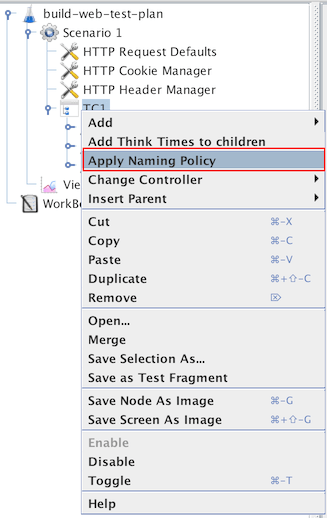 build-web-test-plan
Scenario 1
HTTP Request Defaults
HTTP Cookie Manager
HTTP Header Manager
TC1
Add
Add Think Times to children
Apply Naming Policy
Change Controller
Insert Parent
Cut ⌘-X
Copy ⌘-C
Paste ⌘-V
Duplicate ⌘+⇧-C
Remove ⌦
Open...
Merge
Save Selection As...
Save as Test Fragment
Save Node As Image ⌘-G
Save Screen As Image ⌘+⇧-G
Enable
Disable
Toggle ⌘-T
Help
Vie
WorkBe